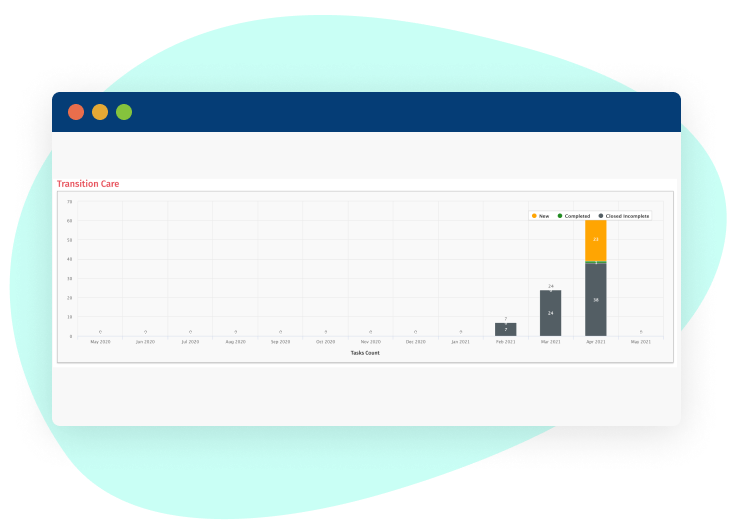 Transition Care
70
60
50
40
30
20
10
0
New Completed Closed Incomplete
38
24
24
7
7
0 0 0 0 0 0 0 0 0 0
May 2020 Jun 2020 Jul 2020 Aug 2020 Sep 2020 Oct 2020 Nov 2020 Dec 2020 Jan 2021 Feb 2021 Mar 2021 Apr 2021 May 2021
Tasks Count